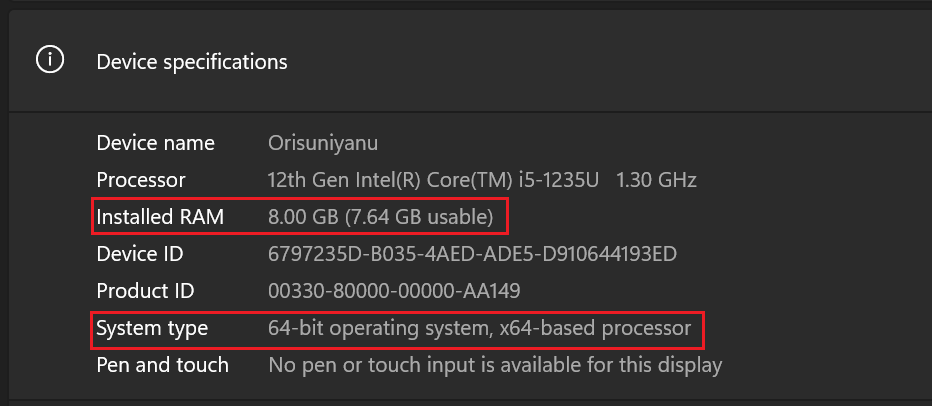 Device specifications
Device name Orisuniyanu
Processor 12th Gen Intel(R) Core(TM) i5-1235U 1.30 GHz
Installed RAM 8.00 GB (7.64 GB usable)
Device ID 6797235D-B035-4AED-ADE5-D910644193ED
Product ID 00330-80000-00000-AA149
System type 64-bit operating system, x64-based processor
Pen and touch No pen or touch input is available for this display